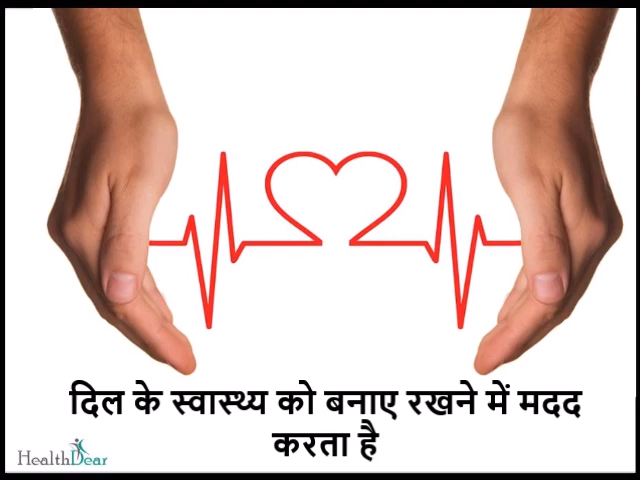 दिल के स्वास्थ्य को बनाए रखने में मदद
करता है
HealthDear